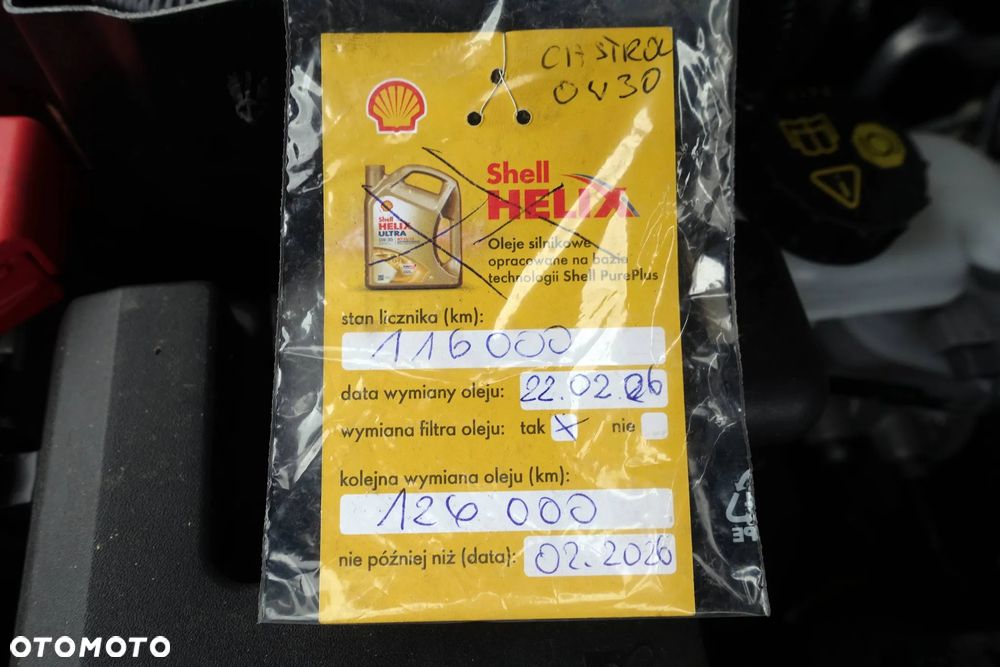 CASTROL
0W30
Shell
HELIX
Shell
HELIX
ULTRA
Oleje silnikowe
opracowane na bazie
technologii Shell PurePlus
stan licznika (km):
116000
data wymiany oleju: 22.02.26
wymiana filtra oleju: tak X nie
kolejna wymiana oleju (km):
126 000
nie później niż (data): 02.2026
OTOMOTO